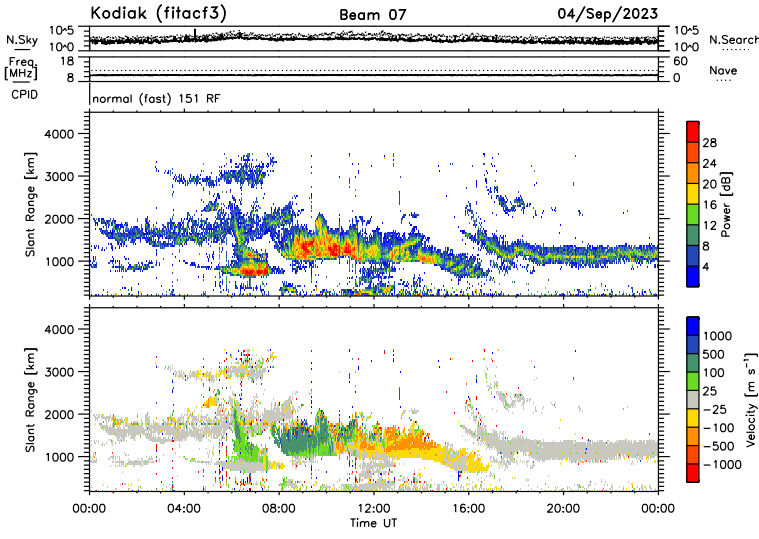 Kodiak (fitacf3) Beam 07 04/Sep/2023
N.Sky 10^5 10^0 10^5 10^0 N.Search
Freq. [MHz] 18 8 60 0 Nave
CPID normal (fast) 151 RF
Slant Range [km] 4000 3000 2000 1000
28 24 20 16 12 8 4 Power [dB]
Slant Range [km] 4000 3000 2000 1000
1000 500 100 25 -25 -100 -500 -1000 Velocity [m s⁻¹]
00:00 04:00 08:00 12:00 16:00 20:00 00:00
Time UT